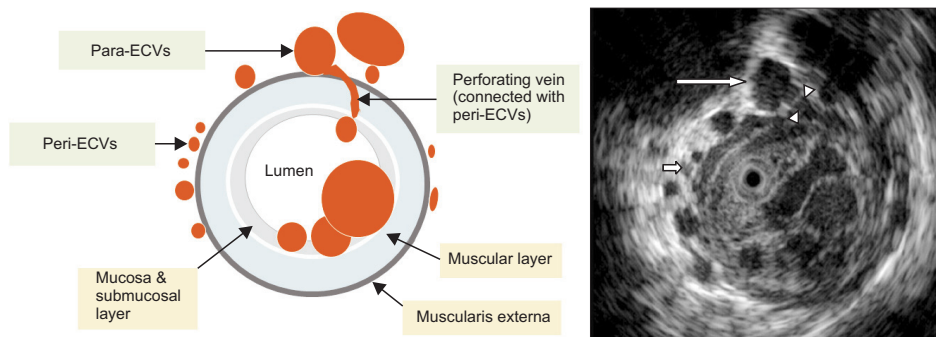 Para-ECVs
Perforating vein
(connected with
peri-ECVs)
Peri-ECVs
Lumen
Muscular layer
Mucosa &
submucosal
layer
Muscularis externa